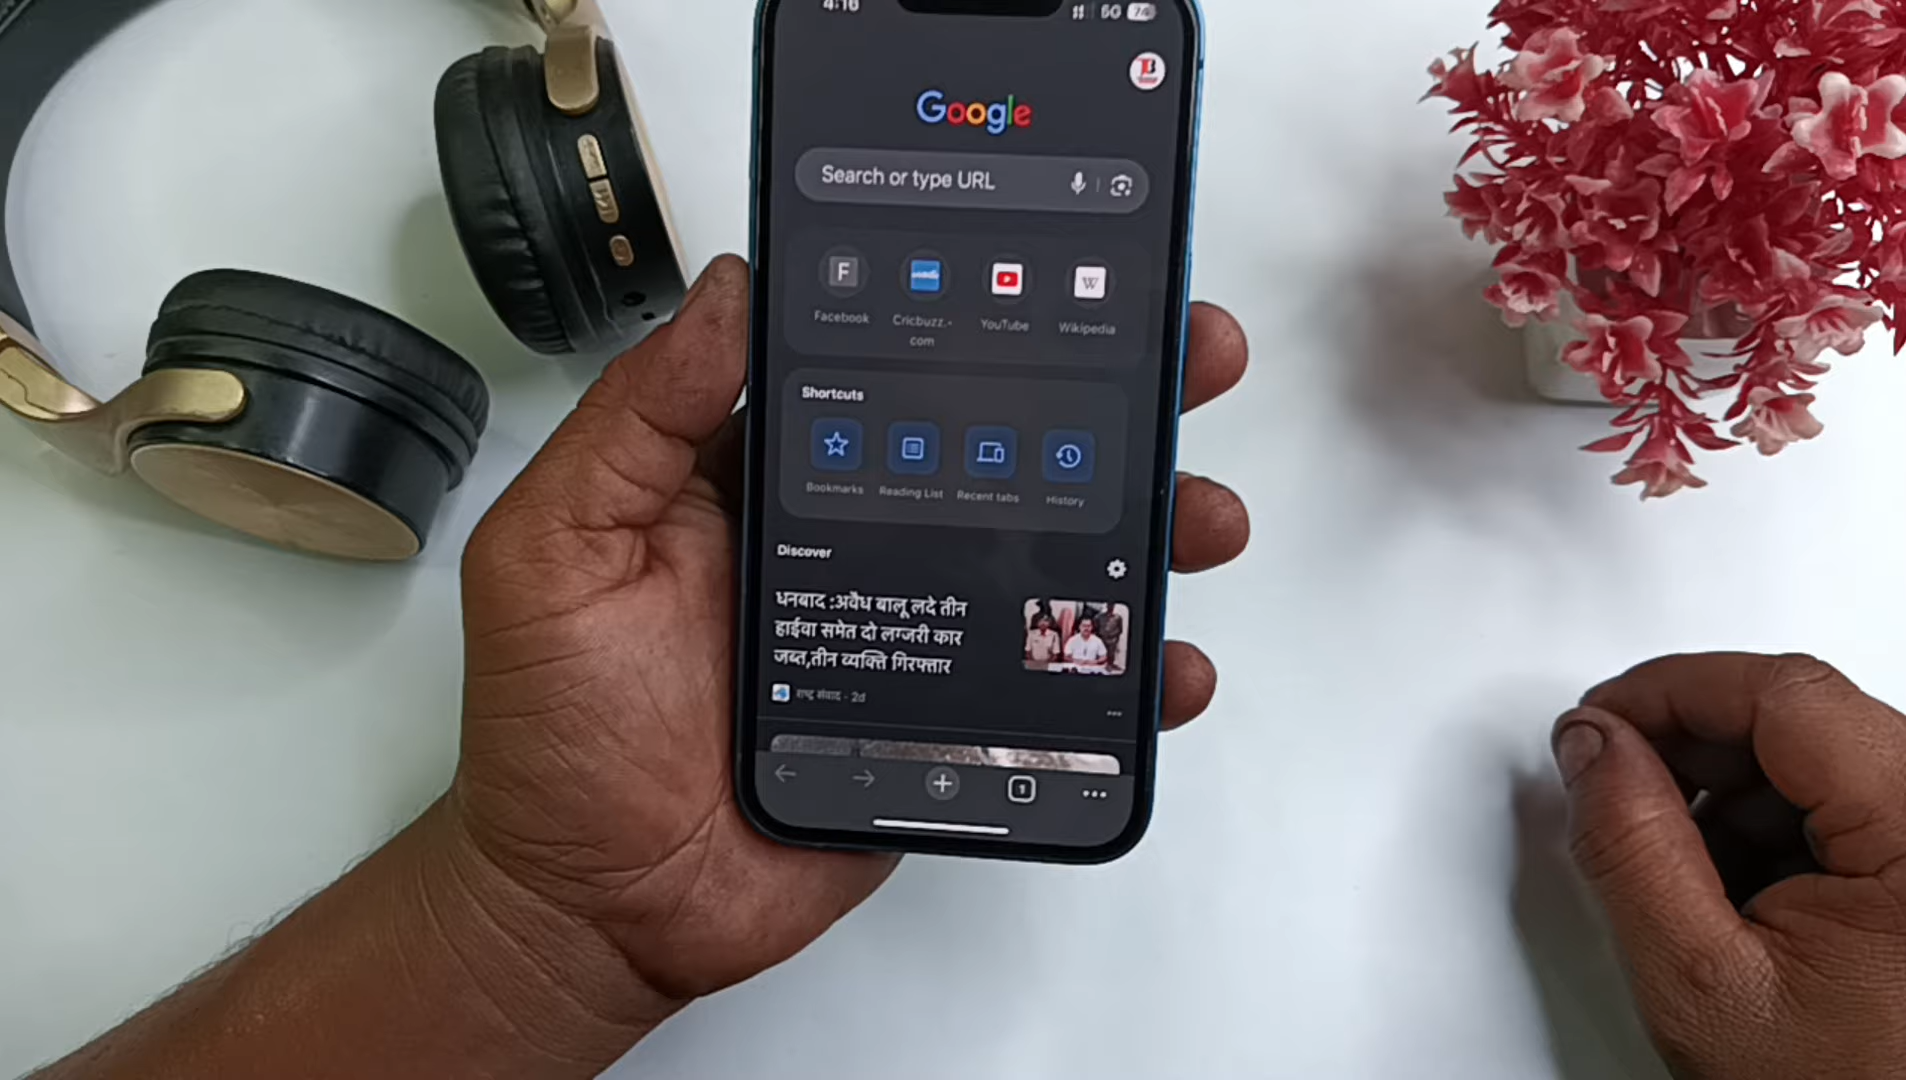 4:16
5G 74
Google
Search or type URL
F
W
Facebook
Cricbuzz.-
com
YouTube
Wikipedia
Shortcuts
Bookmarks
Reading List
Recent tabs
History
Discover
धनबाद :अवैध बालू लदे तीन
हाईवा समेत दो लग्जरी कार
जब्त,तीन व्यक्ति गिरफ्तार
राष्ट्र संवाद - 2d
1